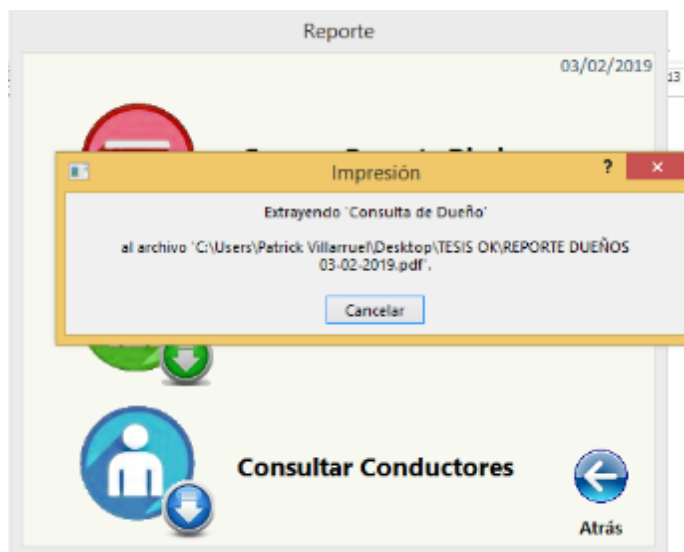 Reporte
03/02/2019
13
Impresión
?
Extrayendo 'Consulta de Dueño'
al archivo 'C:\Users\Patrick Villarruel\Desktop\TESIS OK\REPORTE DUEÑOS
03-02-2019.pdf'.
Cancelar
Consultar Conductores
Atrás